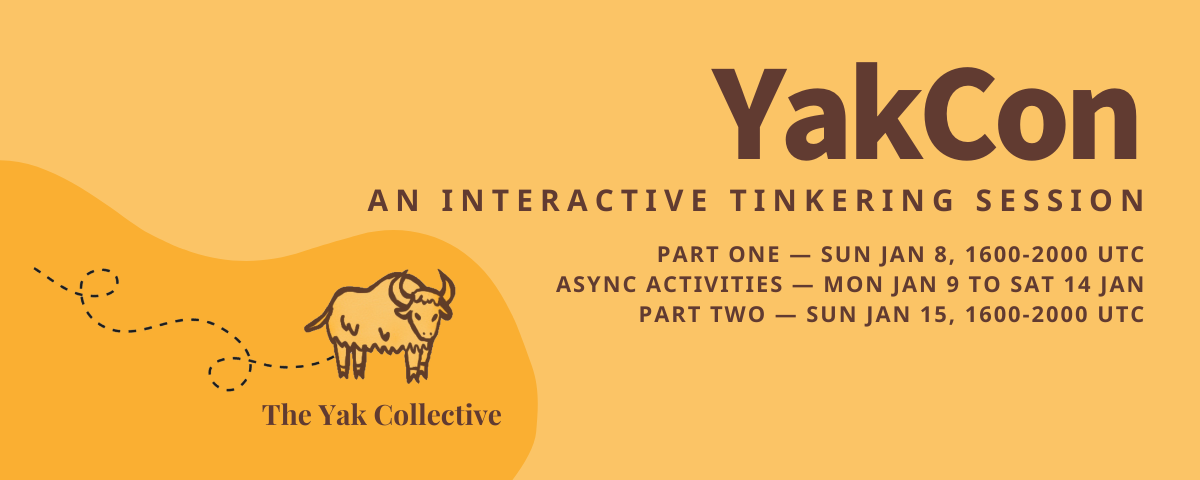 YakCon
AN INTERACTIVE TINKERING SESSION
PART ONE — SUN JAN 8, 1600-2000 UTC
ASYNC ACTIVITIES — MON JAN 9 TO SAT 14 JAN
PART TWO — SUN JAN 15, 1600-2000 UTC
The Yak Collective